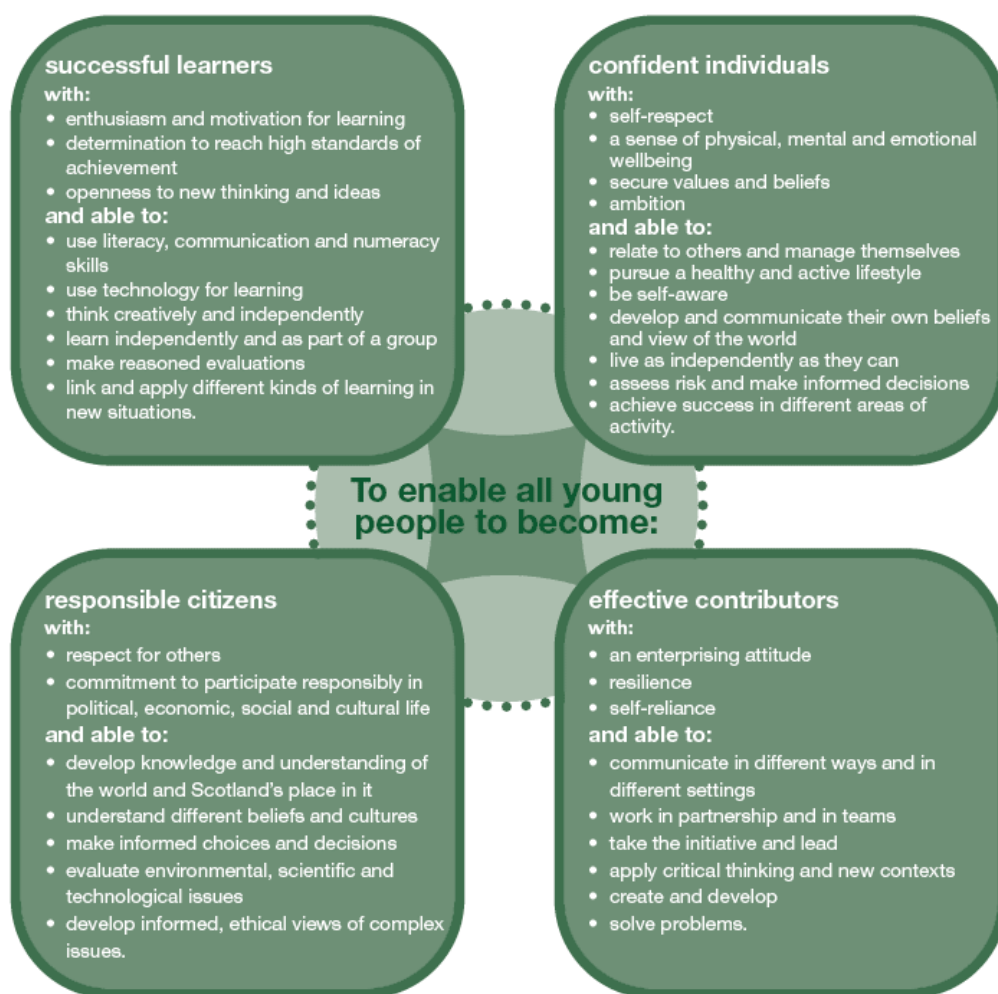 successful learners
with:
• enthusiasm and motivation for learning
• determination to reach high standards of
achievement
• openness to new thinking and ideas
and able to:
• use literacy, communication and numeracy
skills
• use technology for learning
• think creatively and independently
• learn independently and as part of a group
• make reasoned evaluations
• link and apply different kinds of learning in
new situations.
confident individuals
with:
• self-respect
• a sense of physical, mental and emotional
wellbeing
• secure values and beliefs
• ambition
and able to:
• relate to others and manage themselves
• pursue a healthy and active lifestyle
• be self-aware
• develop and communicate their own beliefs
and view of the world
• live as independently as they can
• assess risk and make informed decisions
• achieve success in different areas of
activity.
To enable all young
people to become:
responsible citizens
with:
• respect for others
• commitment to participate responsibly in
political, economic, social and cultural life
and able to:
• develop knowledge and understanding of
the world and Scotland's place in it
• understand different beliefs and cultures
• make informed choices and decisions
• evaluate environmental, scientific and
technological issues
• develop informed, ethical views of complex
issues.
effective contributors
with:
• an enterprising attitude
• resilience
• self-reliance
and able to:
• communicate in different ways and in
different settings
• work in partnership and in teams
• take the initiative and lead
• apply critical thinking and new contexts
• create and develop
• solve problems.